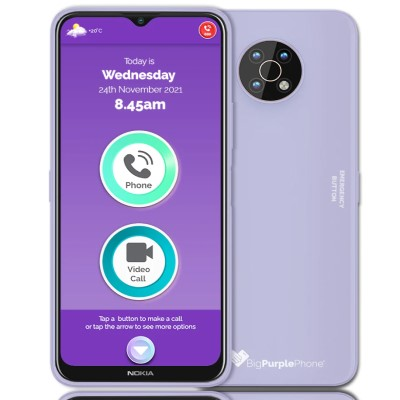 +20°C
Today is
Wednesday
24th November 2021
8.45am
Phone
Video
Call
Tap a button to make a call
or tap the arrow to see more options
NOKIA
EMERGENCY
BUTTON
BigPurplePhone